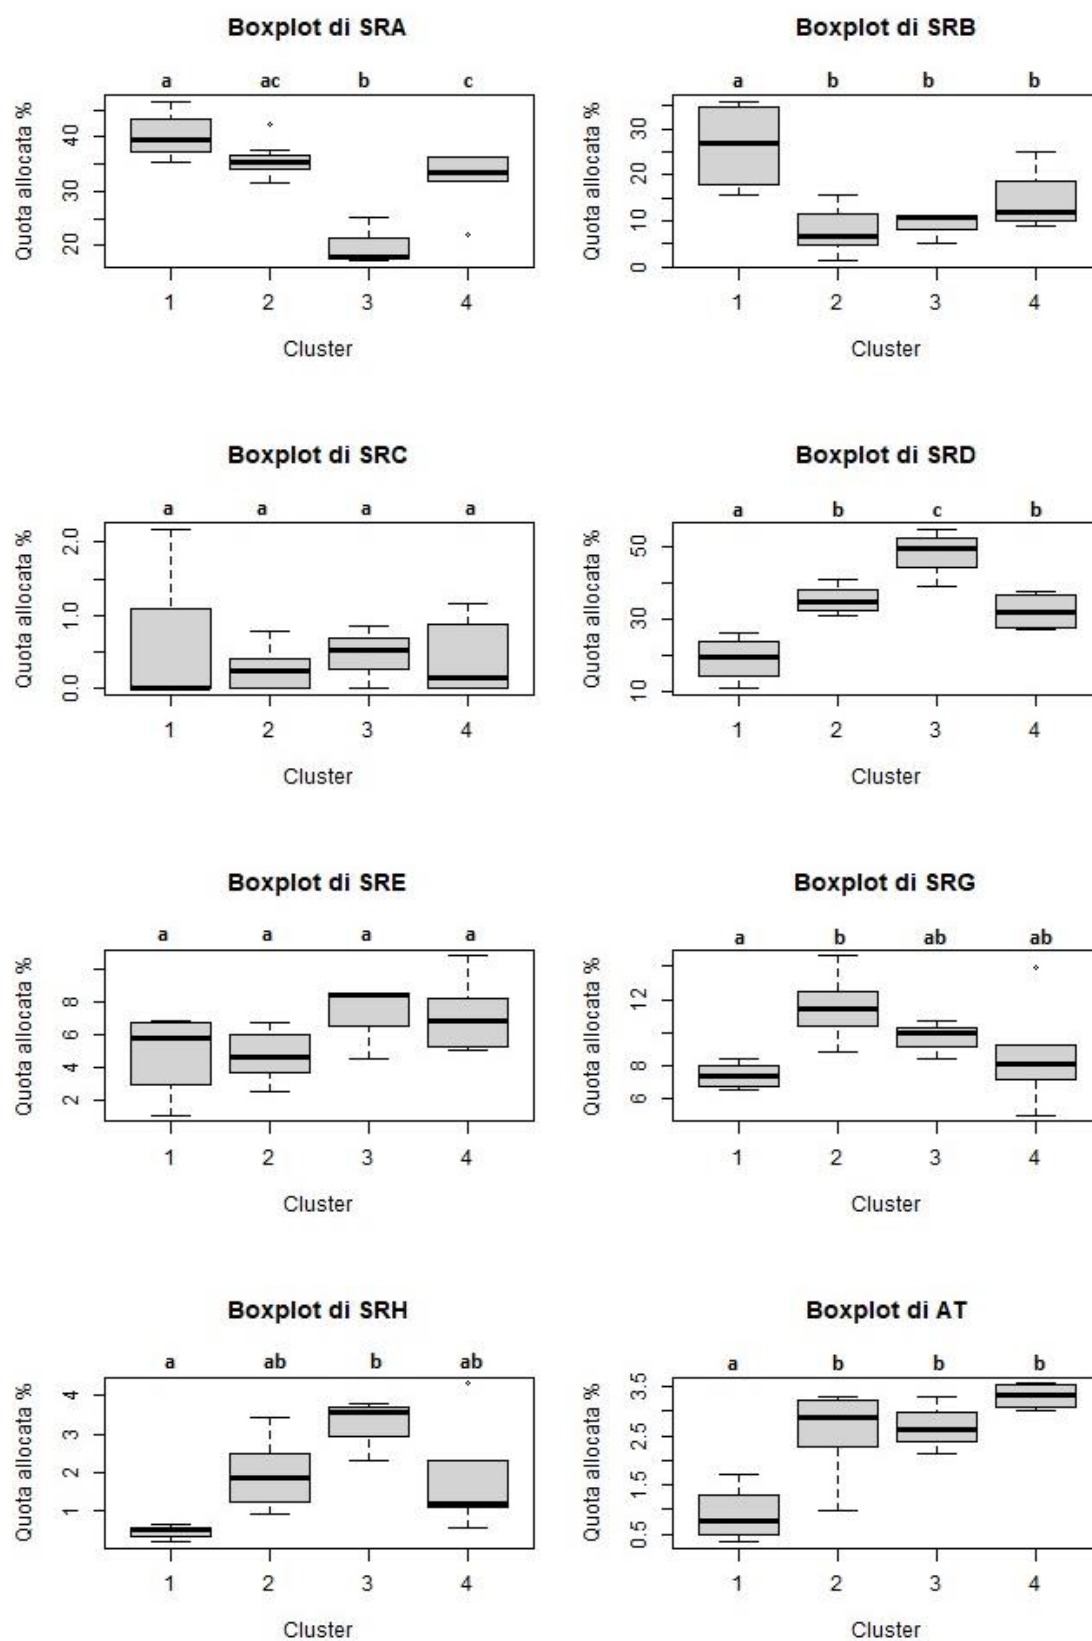 Boxplot di SRA
a ac b c
Quota allocata %
40
30
20
1 2 3 4
Cluster
Boxplot di SRB
a b b b
Quota allocata %
30
20
10
0
1 2 3 4
Cluster
Boxplot di SRC
a a a a
Quota allocata %
2.0
1.0
0.0
1 2 3 4
Cluster
Boxplot di SRD
a b c b
Quota allocata %
50
30
10
1 2 3 4
Cluster
Boxplot di SRE
a a a a
Quota allocata %
8
6
4
2
1 2 3 4
Cluster
Boxplot di SRG
a b ab ab
Quota allocata %
12
8
6
1 2 3 4
Cluster
Boxplot di SRH
a ab b ab
Quota allocata %
4
3
2
1
1 2 3 4
Cluster
Boxplot di AT
a b b b
Quota allocata %
3.5
2.5
1.5
0.5
1 2 3 4
Cluster